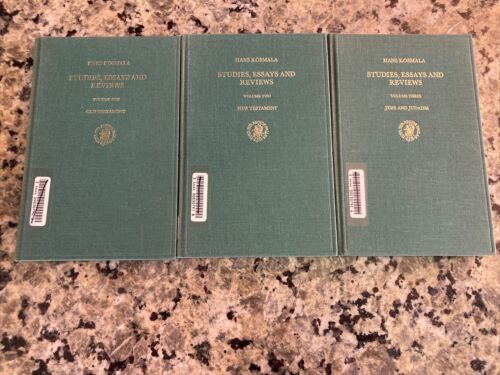 HANS KOSMALA
STUDIES, ESSAYS AND
REVIEWS
VOLUME ONE
OLD TESTAMENT
HANS KOSMALA
STUDIES, ESSAYS AND
REVIEWS
VOLUME TWO
NEW TESTAMENT
HANS KOSMALA
STUDIES, ESSAYS AND
REVIEWS
VOLUME THREE
JEWS AND JUDAISM